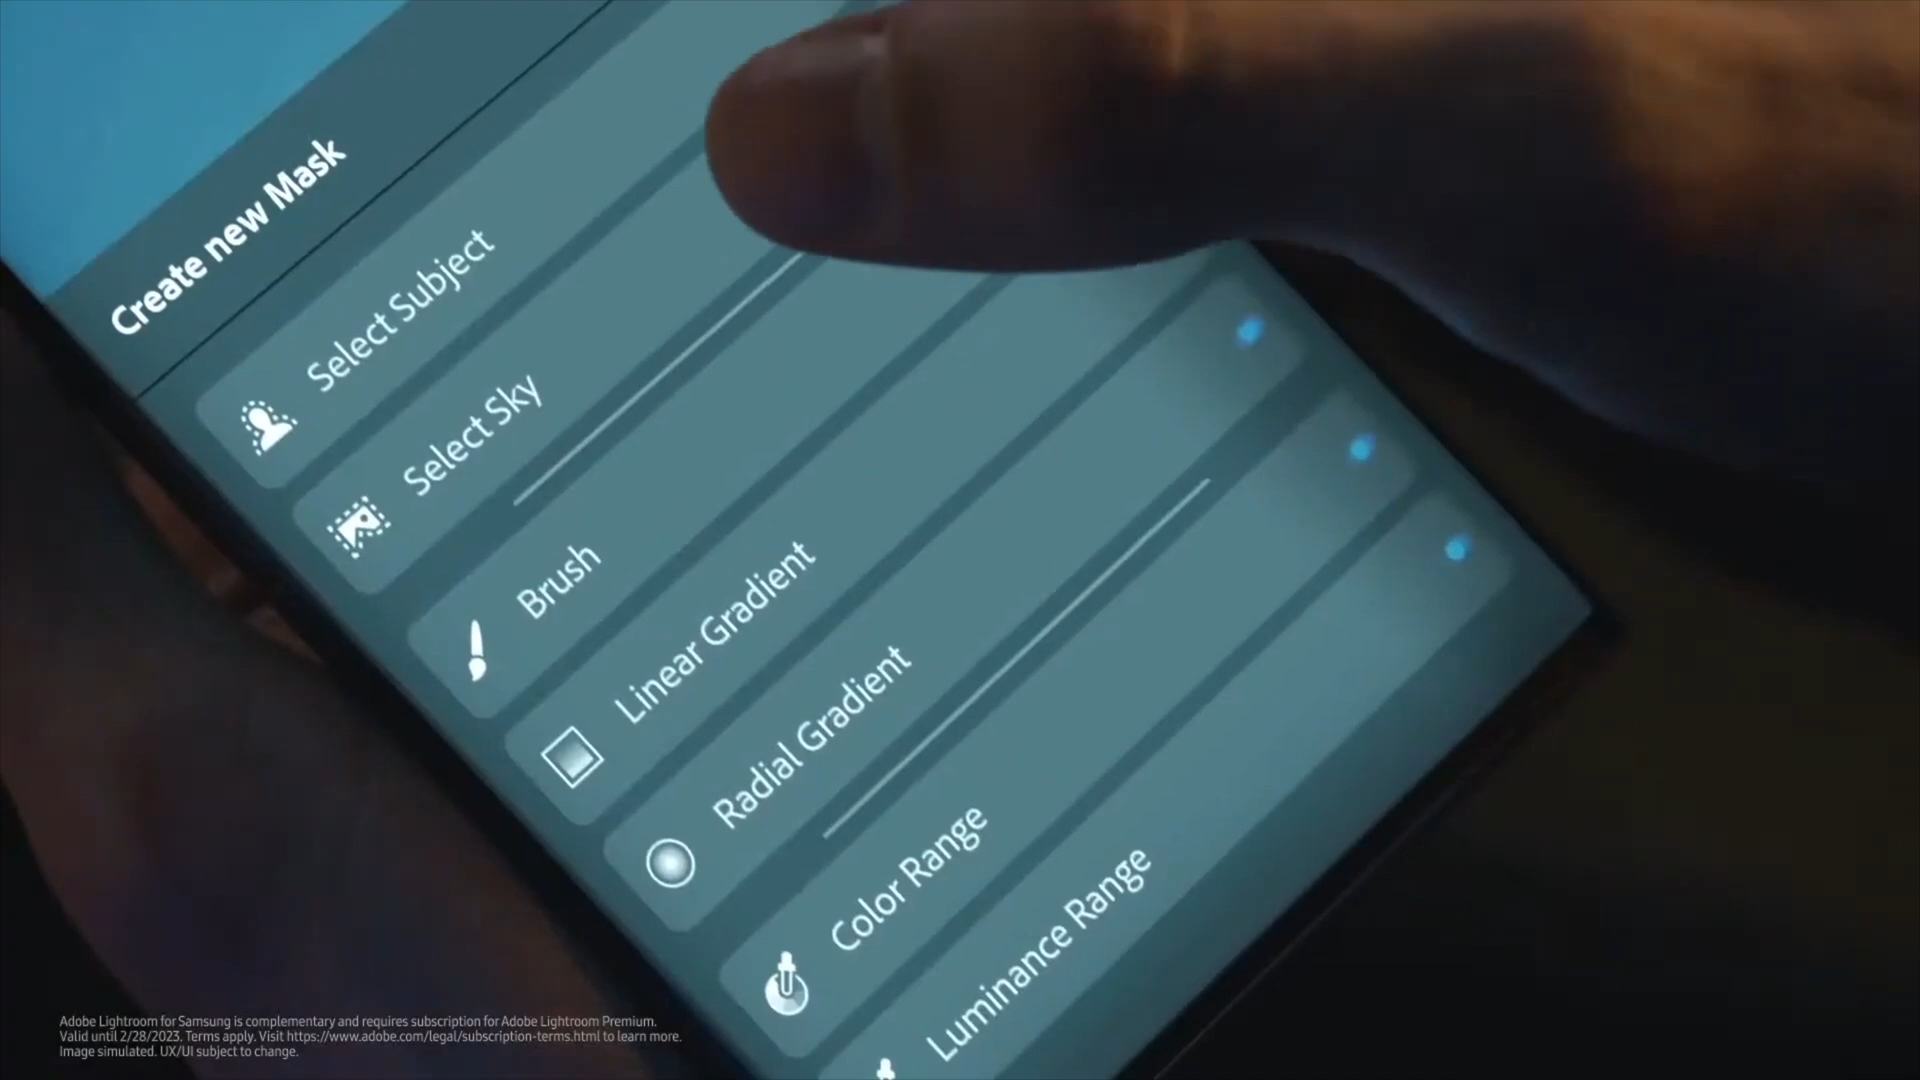 Create new Mask
Select Subject
Select Sky
Brush
Linear Gradient
Radial Gradient
Color Range
Luminance Range
Adobe Lightroom for Samsung is complementary and requires subscription for Adobe Lightroom Premium.
Valid until 2/28/2023. Terms apply. Visit https://www.adobe.com/legal/subscription-terms.html to learn more.
Image simulated. UX/UI subject to change.